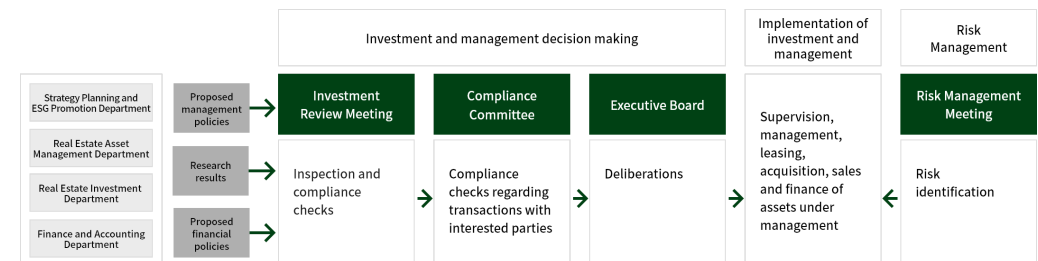 Investment and management decision making
Implementation of
investment and
management
Risk
Management
Strategy Planning and
ESG Promotion Department
Real Estate Asset
Management Department
Real Estate Investment
Department
Finance and Accounting
Department
Proposed
management
policies
Research
results
Proposed
financial
policies
Investment
Review Meeting
Inspection and
compliance
checks
Compliance
Committee
Compliance
checks regarding
transactions with
interested parties
Executive Board
Deliberations
Supervision,
management,
leasing,
acquisition, sales
and finance of
assets under
management
Risk Management
Meeting
Risk
identification